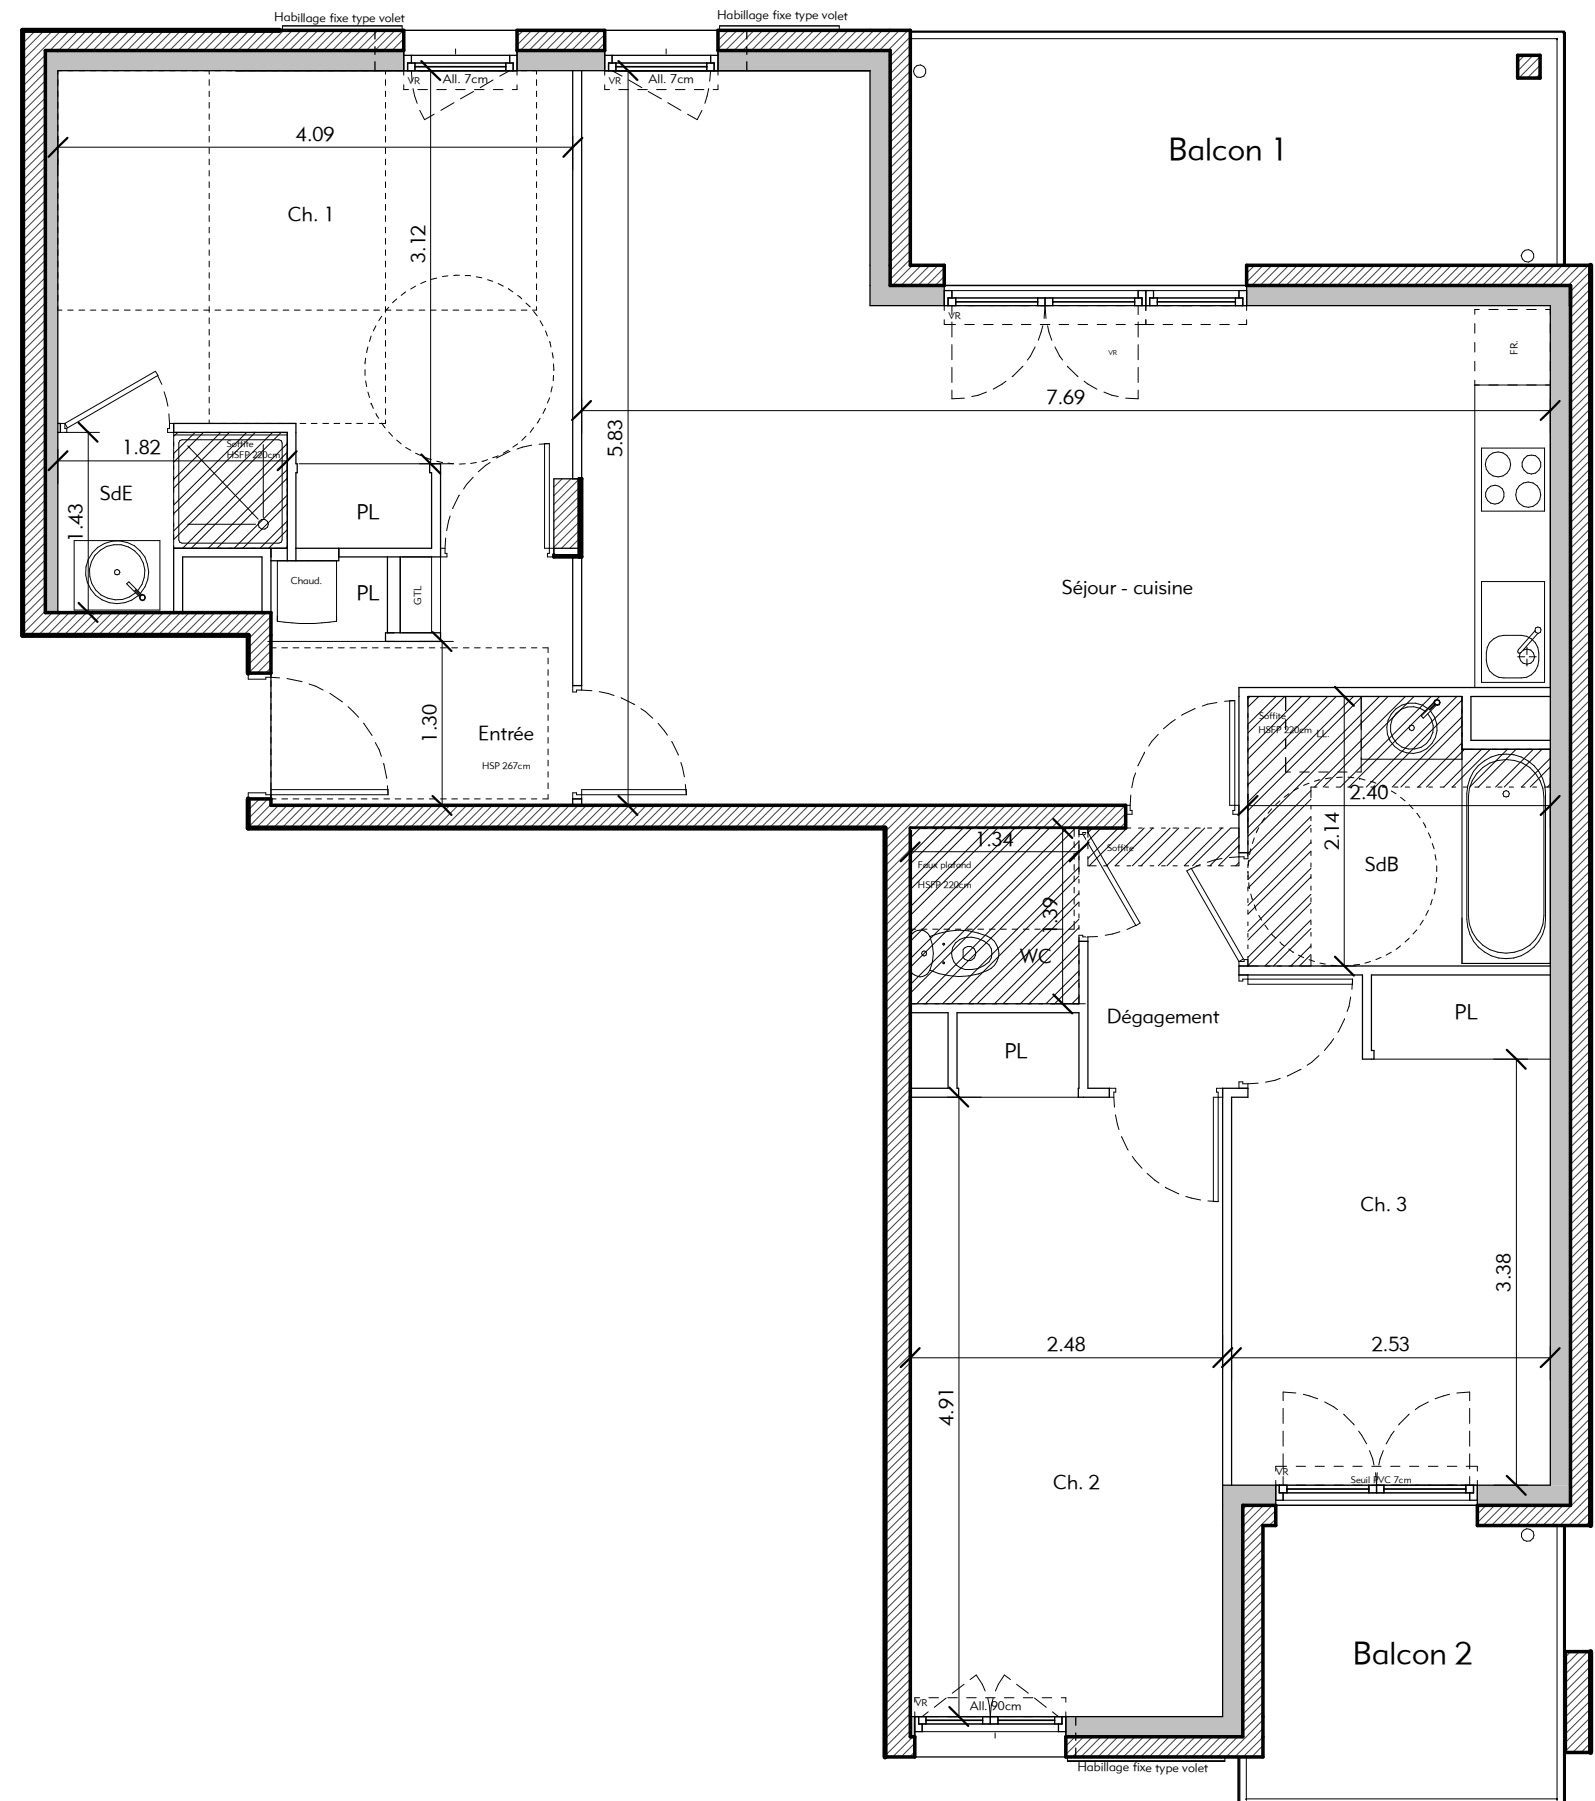 Habillage fixe type volet
Habillage fixe type volet
VR
All. 7cm
VR
All. 7cm
4.09
Balcon 1
Ch. 1
3.12
VR
VR
FR.
7.69
5.83
1.82
Soffite
HSFP 220cm
SdE
1.43
PL
Chaud.
PL
GTL
Séjour - cuisine
1.30
Entrée
HSP 267cm
Soffite
HSFP 220cm
LL.
2.40
2.14
1.34
Soffite
Faux plafond
HSFP 220cm
SdB
1.39
WC
Dégagement
PL
PL
Ch. 3
3.38
2.48
2.53
4.91
Ch. 2
VR
Seuil PVC 7cm
Balcon 2
VR
All. 90cm
Habillage fixe type volet